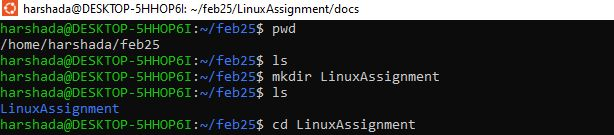 harshada@DESKTOP-5HHOP6I: ~/feb25/LinuxAssignment/docs
harshada@DESKTOP-5HHOP6I:~/feb25$ pwd
/home/harshada/feb25
harshada@DESKTOP-5HHOP6I:~/feb25$ ls
harshada@DESKTOP-5HHOP6I:~/feb25$ mkdir LinuxAssignment
harshada@DESKTOP-5HHOP6I:~/feb25$ ls
LinuxAssignment
harshada@DESKTOP-5HHOP6I:~/feb25$ cd LinuxAssignment